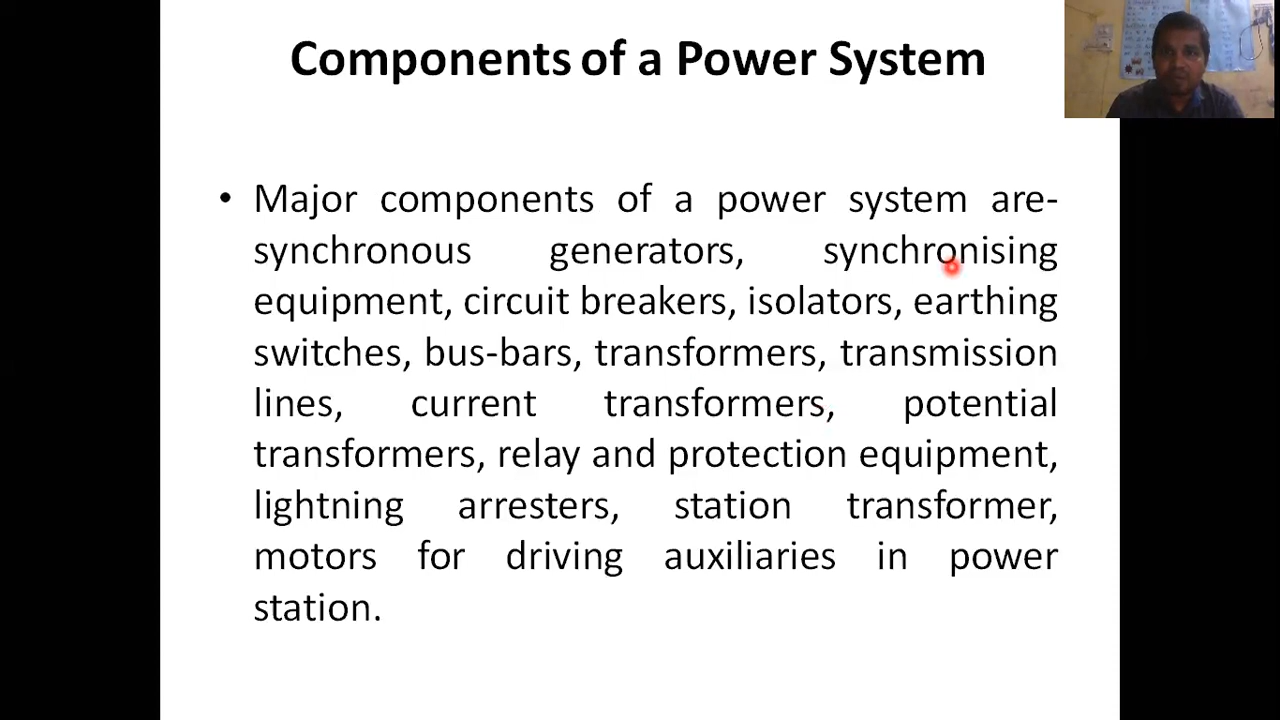 Components of a Power System
• Major components of a power system are-
synchronous generators, synchronising
equipment, circuit breakers, isolators, earthing
switches, bus-bars, transformers, transmission
lines, current transformers, potential
transformers, relay and protection equipment,
lightning arresters, station transformer,
motors for driving auxiliaries in power
station.